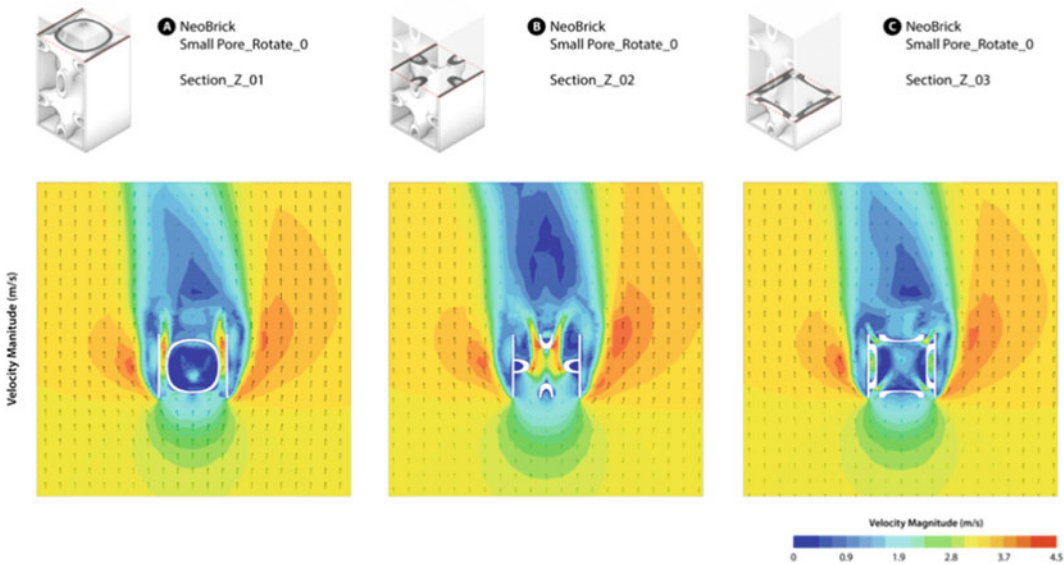 A NeoBrick
Small Pore_Rotate_0
Section_Z_01
B NeoBrick
Small Pore_Rotate_0
Section_Z_02
C NeoBrick
Small Pore_Rotate_0
Section_Z_03
Velocity Manitude (m/s)
Velocity Magnitude (m/s)
0 0.9 1.9 2.8 3.7 4.5